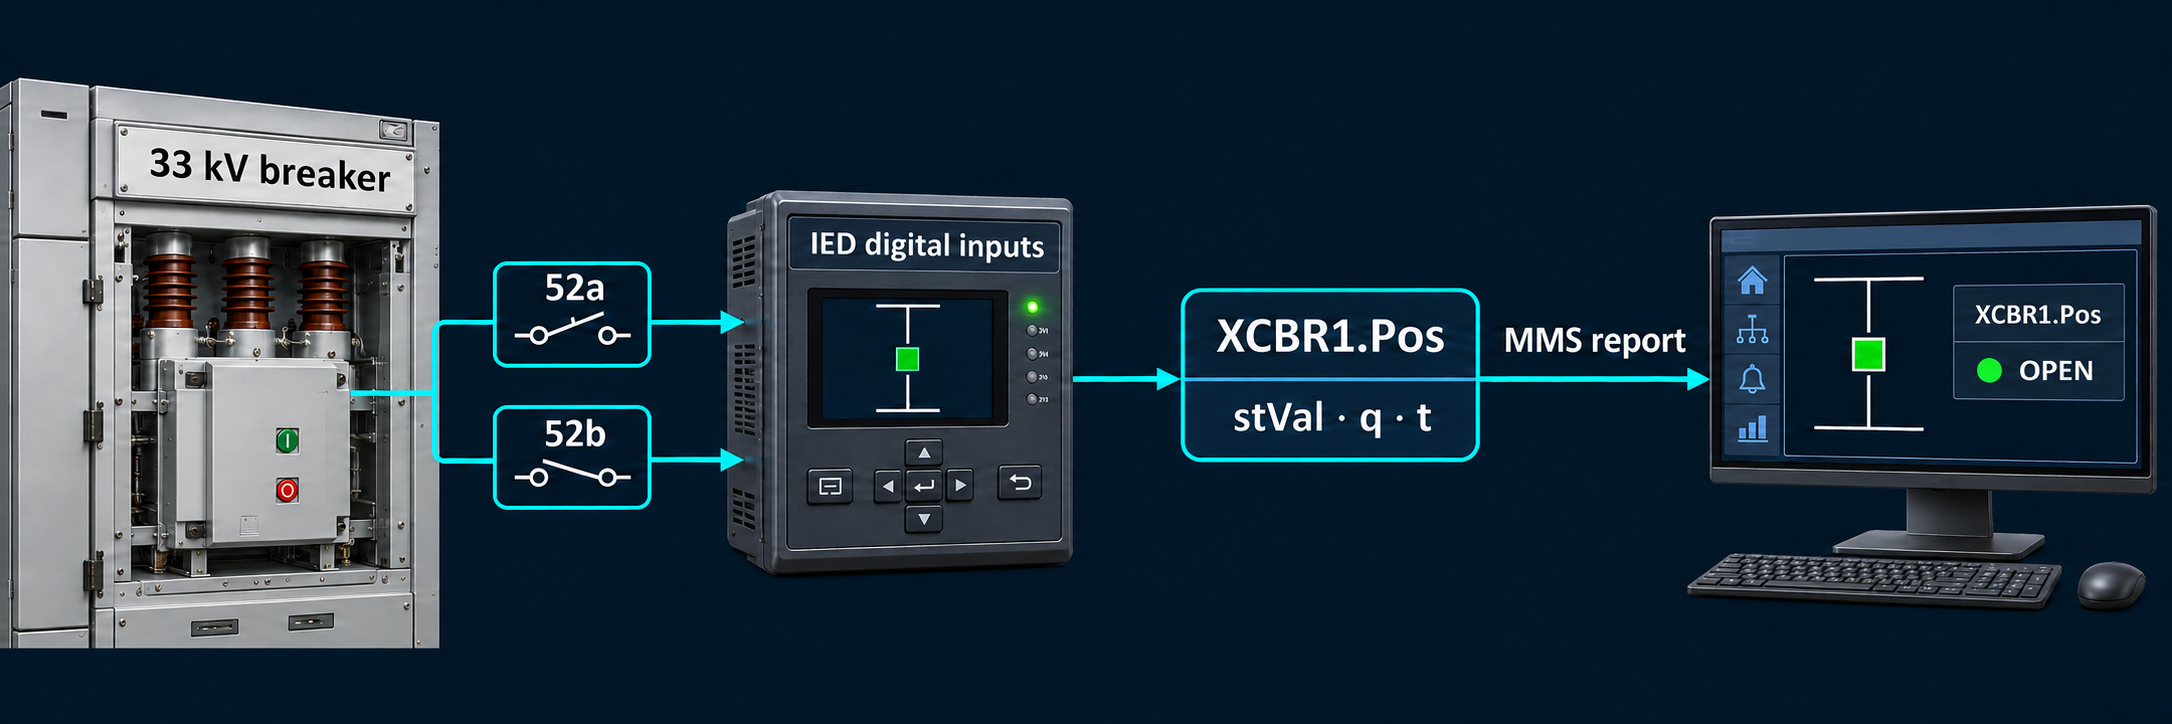 33 kV breaker
52a
52b
IED digital inputs
XCBR1.Pos
stVal · q · t
MMS report
XCBR1.Pos
OPEN